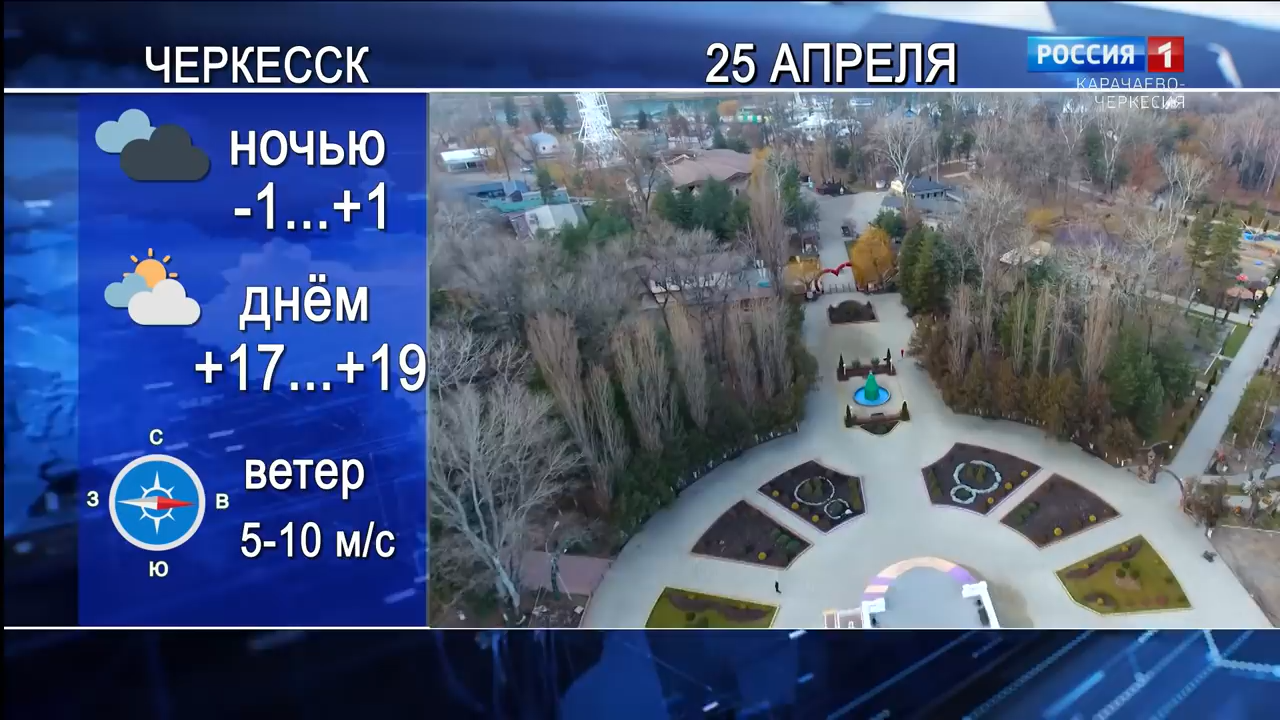 ЧЕРКЕССК
25 АПРЕЛЯ
РОССИЯ 1
КАРАЧАЕВО-
ЧЕРКЕСИЯ
ночью
-1...+1
днём
+17...+19
С
З
В
Ю
ветер
5-10 м/с